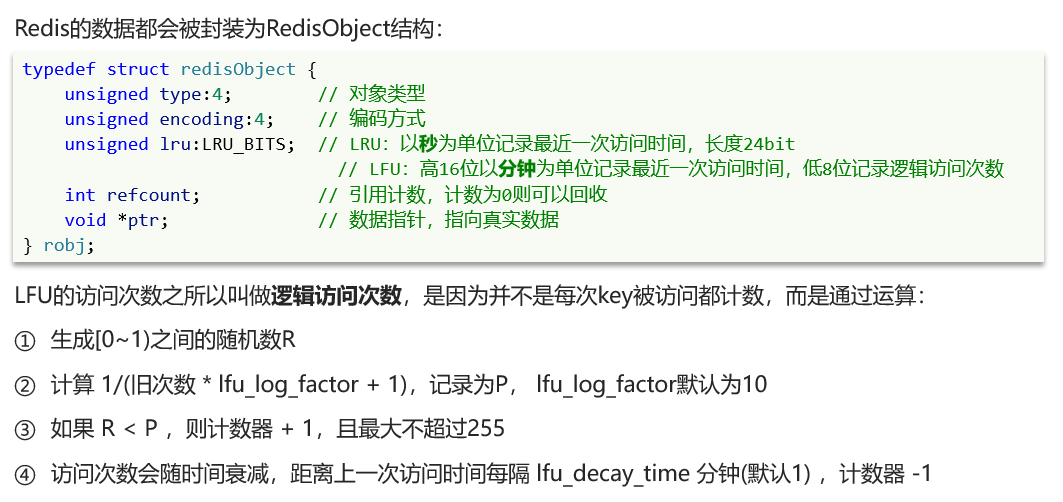 Redis的数据都会被封装为RedisObject结构：
typedef struct redisObject {
unsigned type:4; // 对象类型
unsigned encoding:4; // 编码方式
unsigned lru:LRU_BITS; // LRU：以秒为单位记录最近一次访问时间，长度24bit
// LFU：高16位以分钟为单位记录最近一次访问时间，低8位记录逻辑访问次数
int refcount; // 引用计数，计数为0则可以回收
void *ptr; // 数据指针，指向真实数据
} robj;
LFU的访问次数之所以叫做逻辑访问次数，是因为并不是每次key被访问都计数，而是通过运算：
① 生成[0~1)之间的随机数R
② 计算 1/(旧次数 * lfu_log_factor + 1)，记录为P， lfu_log_factor默认为10
③ 如果 R < P ，则计数器 + 1，且最大不超过255
④ 访问次数会随时间衰减，距离上一次访问时间每隔 lfu_decay_time 分钟(默认1) ，计数器 -1